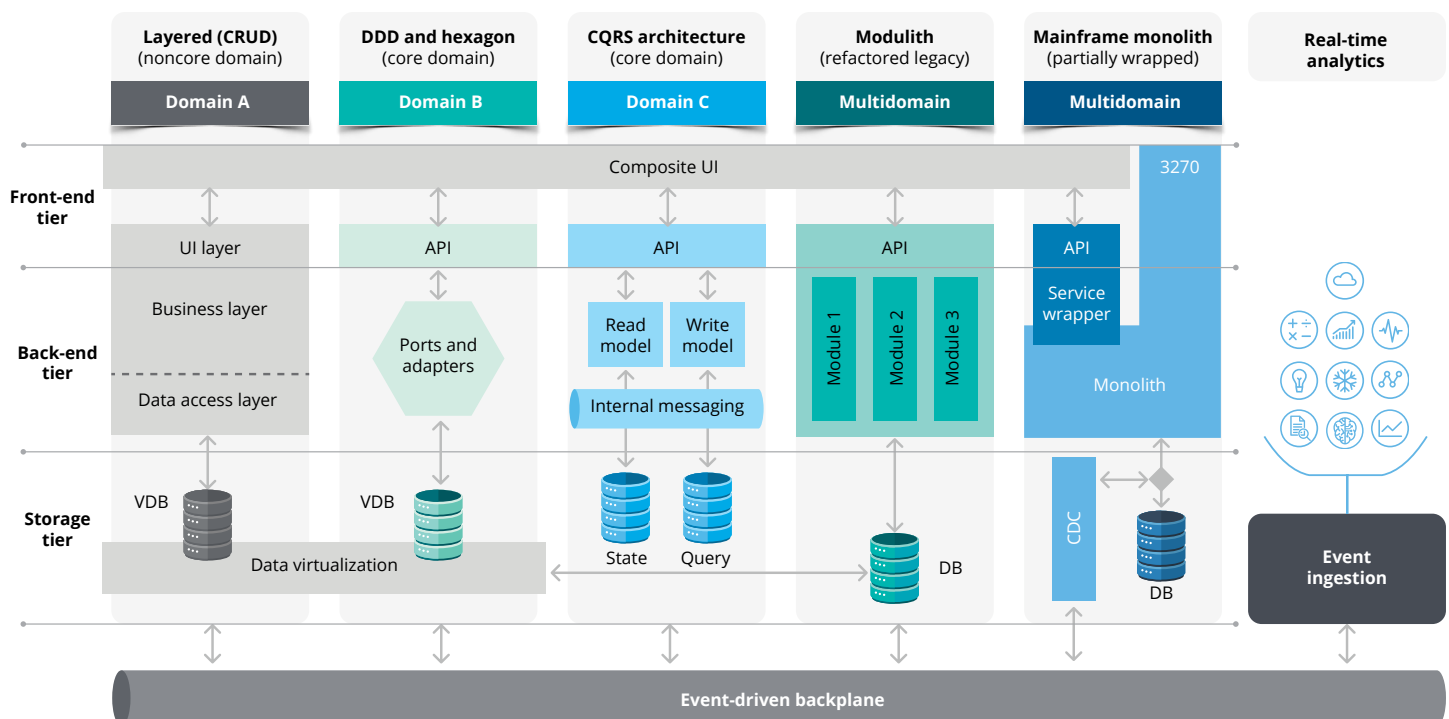 Layered (CRUD)
(noncore domain)
Domain A
DDD and hexagon
(core domain)
Domain B
CQRS architecture
(core domain)
Domain C
Modulith
(refactored legacy)
Multidomain
Mainframe monolith
(partially wrapped)
Multidomain
Real-time
analytics
Front-end
tier
Composite UI
3270
UI layer
API
API
API
API
Back-end
tier
Business layer
Data access layer
Ports and
adapters
Read
model
Write
model
Internal messaging
Module 1
Module 2
Module 3
Service
wrapper
Monolith
Storage
tier
VDB
VDB
Data virtualization
State
Query
DB
CDC
DB
Event
ingestion
Event-driven backplane